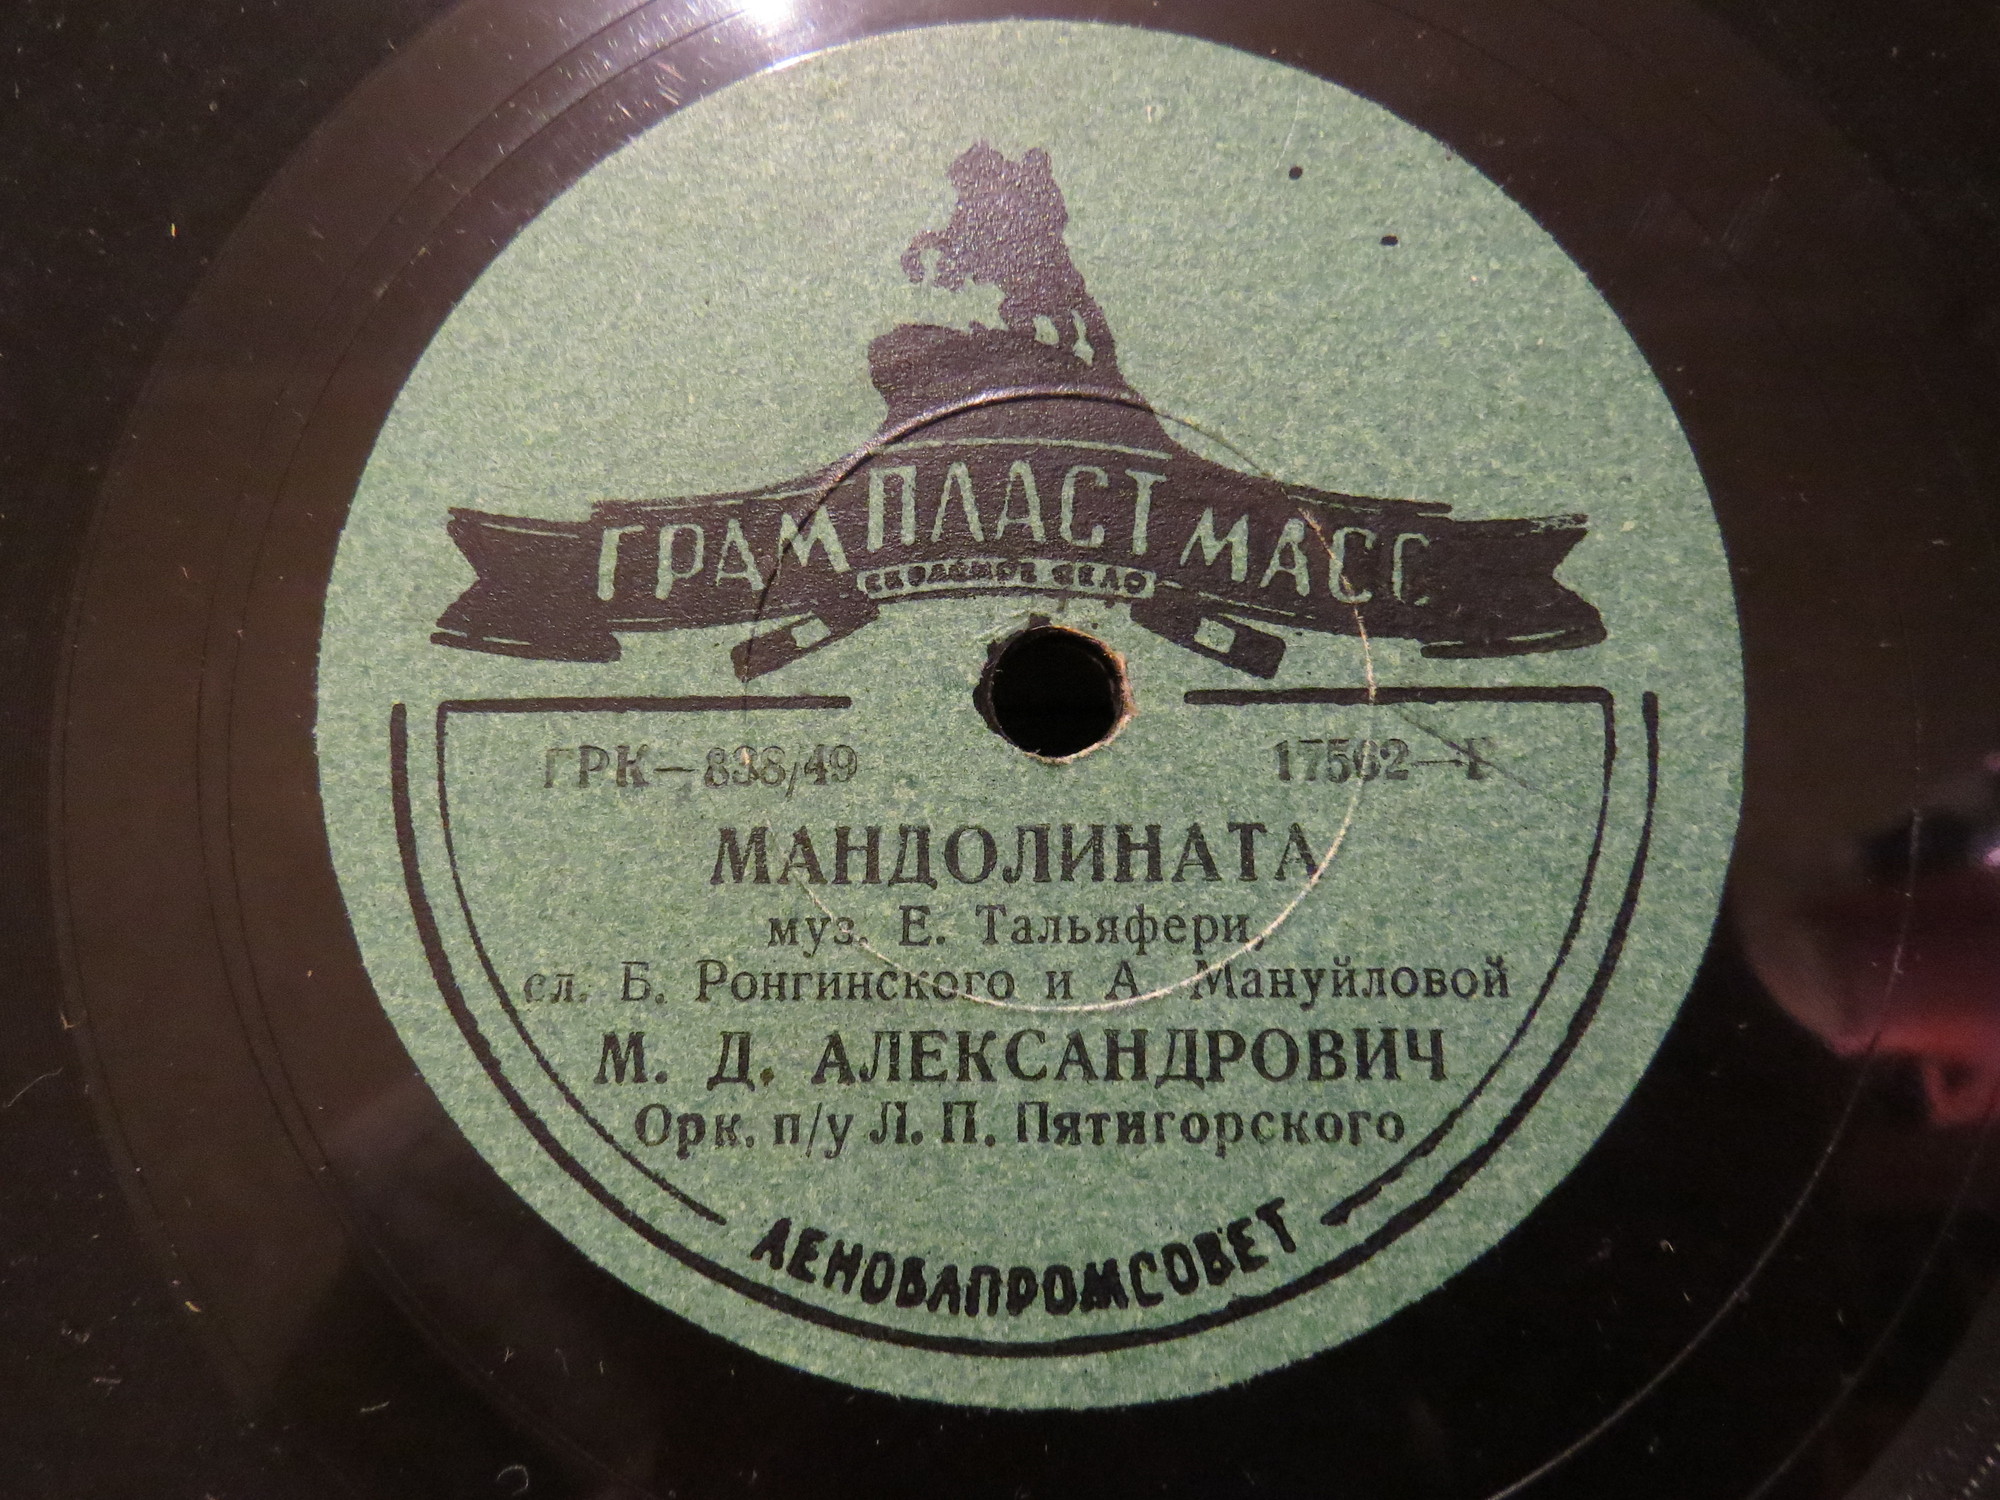 ГРАМПЛАСТМАСС
ГРК—838/49 17562—Б
МАНДОЛИНАТА
муз. Е. Тальяфери,
сл. Б. Ронгинского и А. Мануйловой
М. Д. АЛЕКСАНДРОВИЧ
Орк. п/у Л. П. Пятигорского
ЛЕНОБЛПРОМСОВЕТ